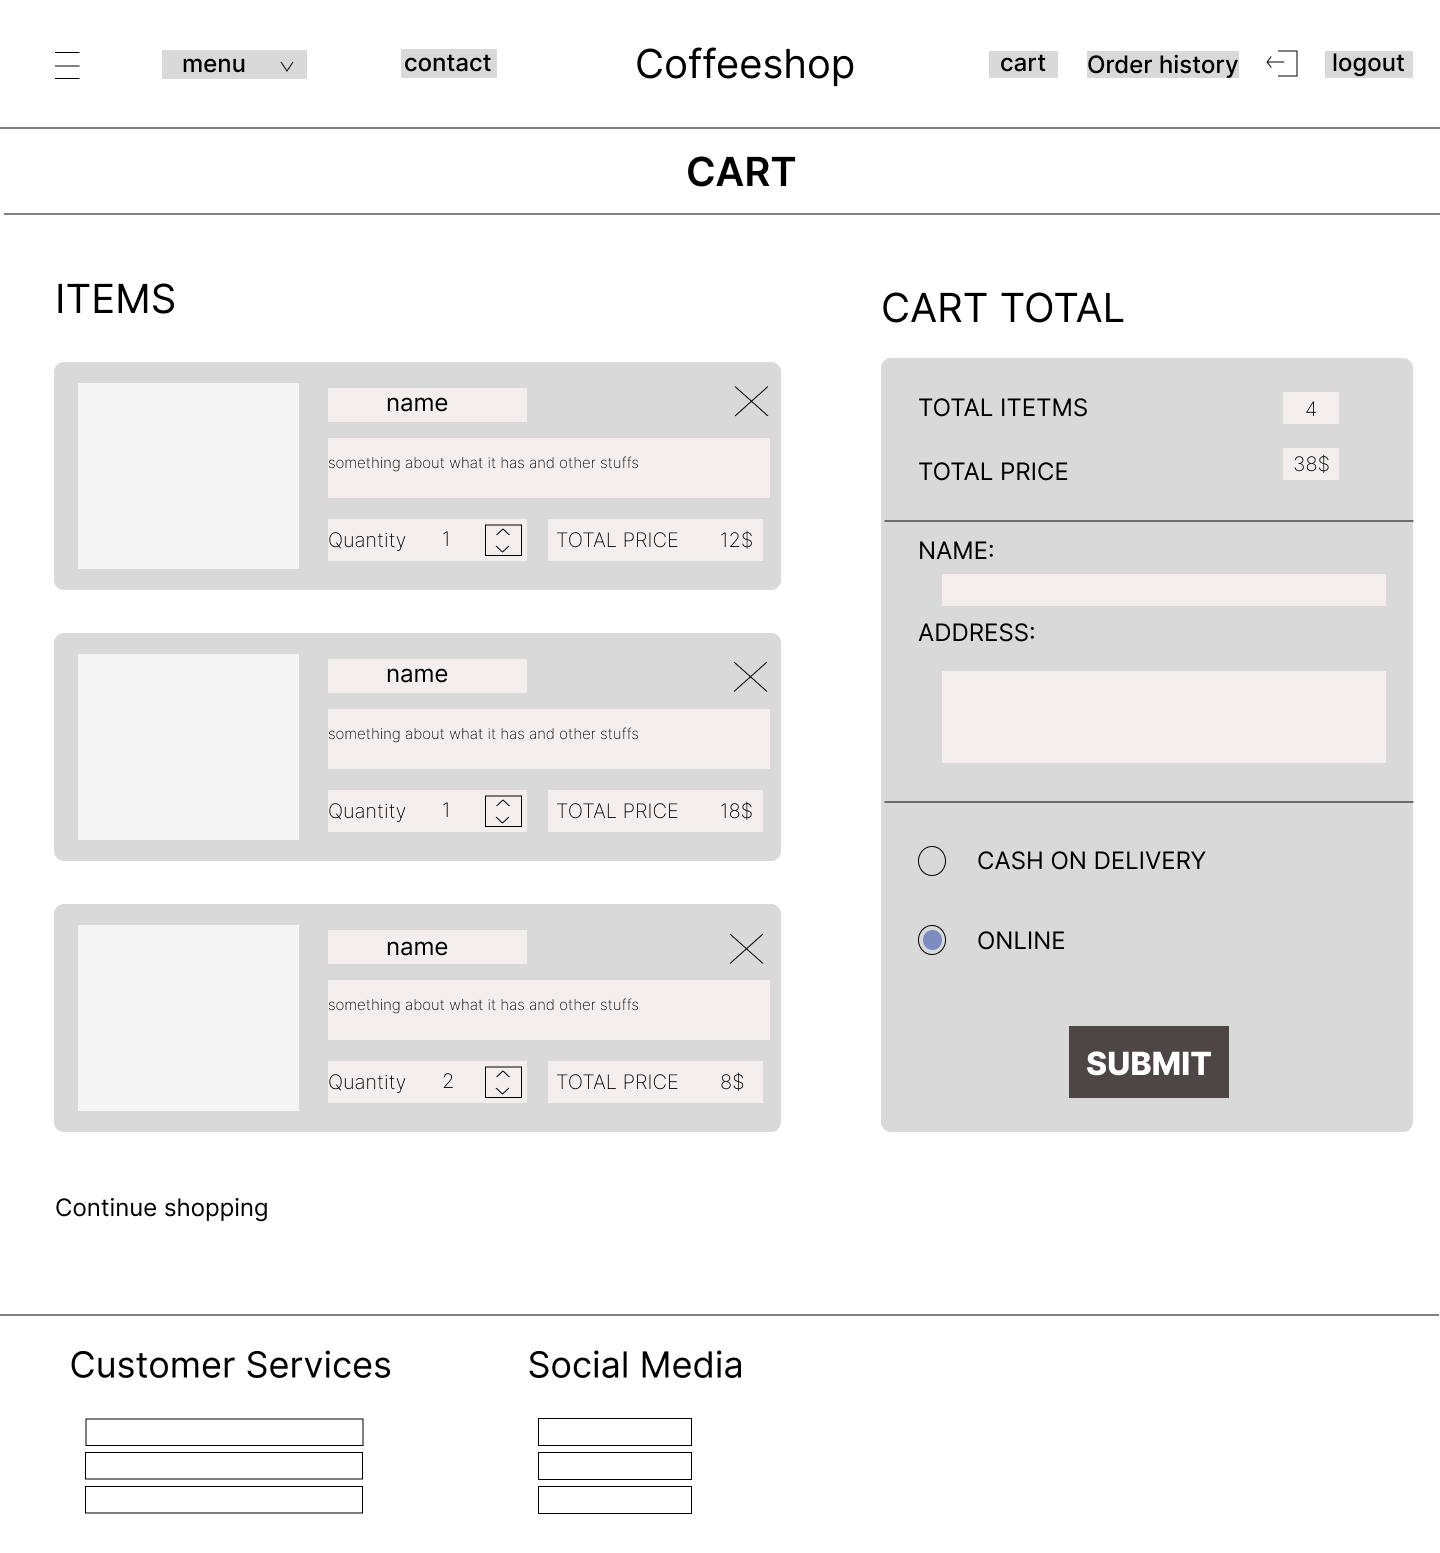 menu
contact
Coffeeshop
cart
Order history
logout
CART
ITEMS
name
something about what it has and other stuffs
Quantity 1
TOTAL PRICE 12$
name
something about what it has and other stuffs
Quantity 1
TOTAL PRICE 18$
name
something about what it has and other stuffs
Quantity 2
TOTAL PRICE 8$
Continue shopping
CART TOTAL
TOTAL ITETMS 4
TOTAL PRICE 38$
NAME:
ADDRESS:
CASH ON DELIVERY
ONLINE
SUBMIT
Customer Services
Social Media